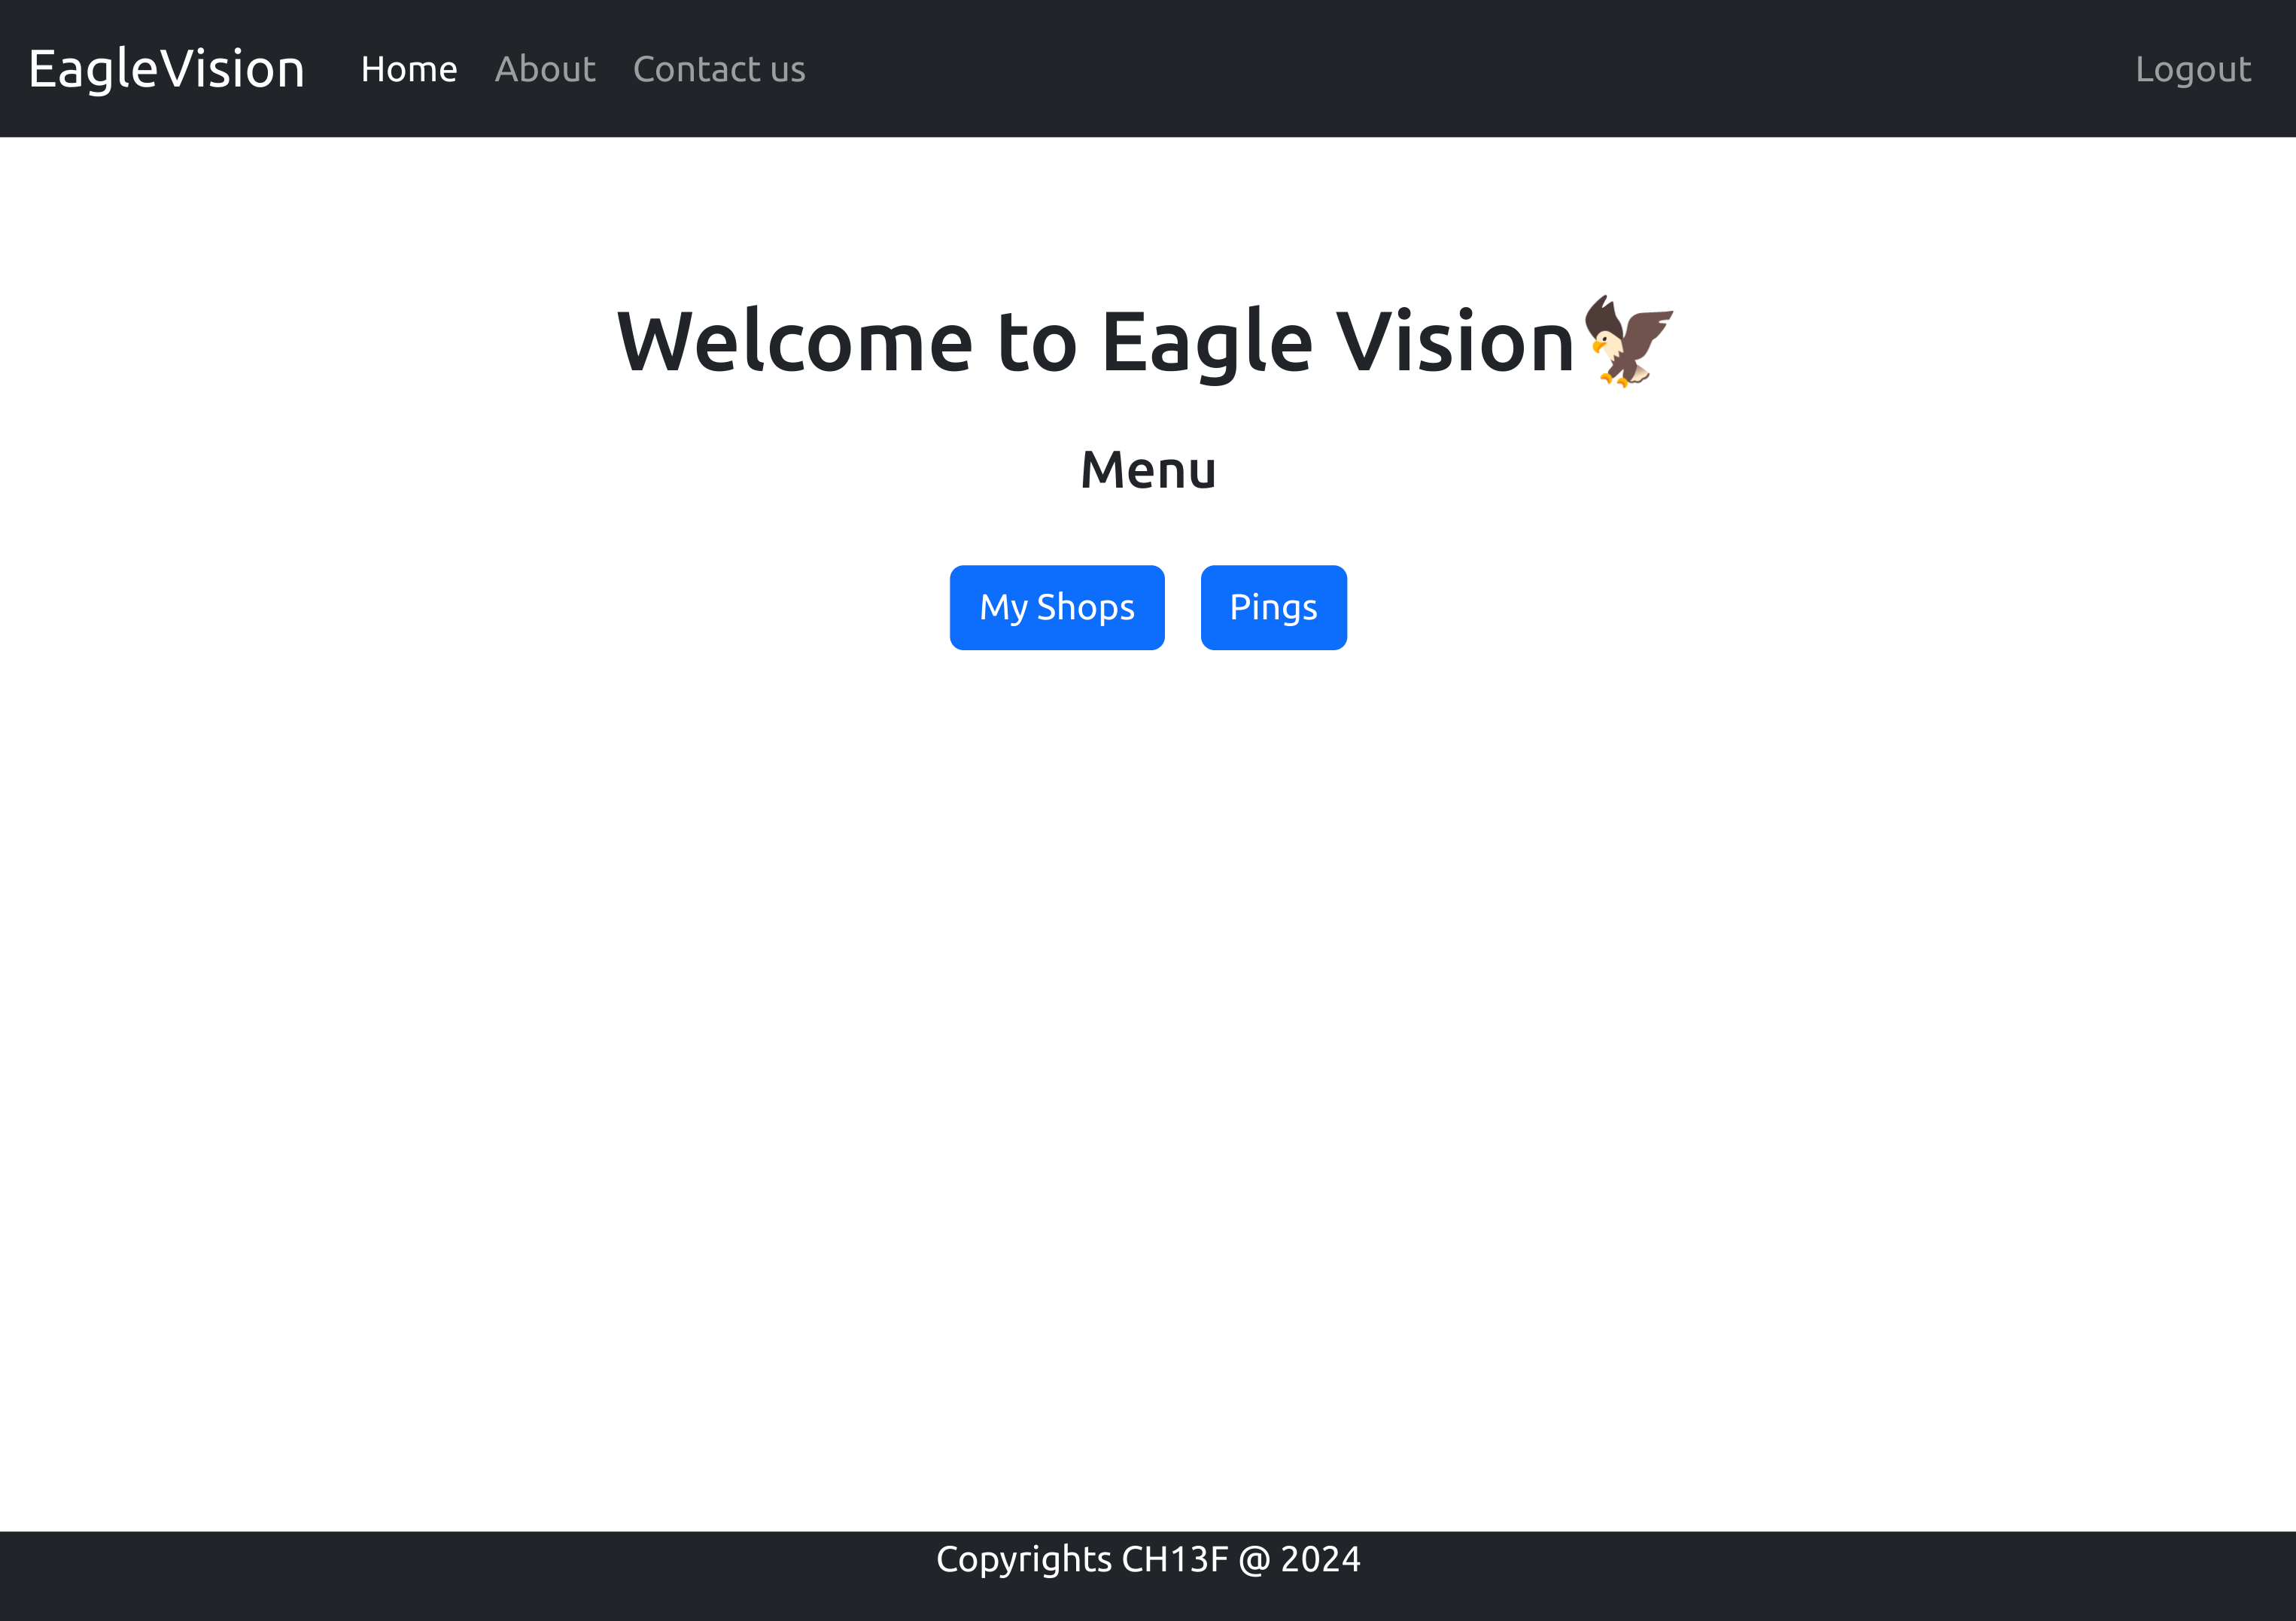 EagleVision Home About Contact us Logout
Welcome to Eagle Vision🦅
Menu
My Shops Pings
Copyrights CH13F @ 2024